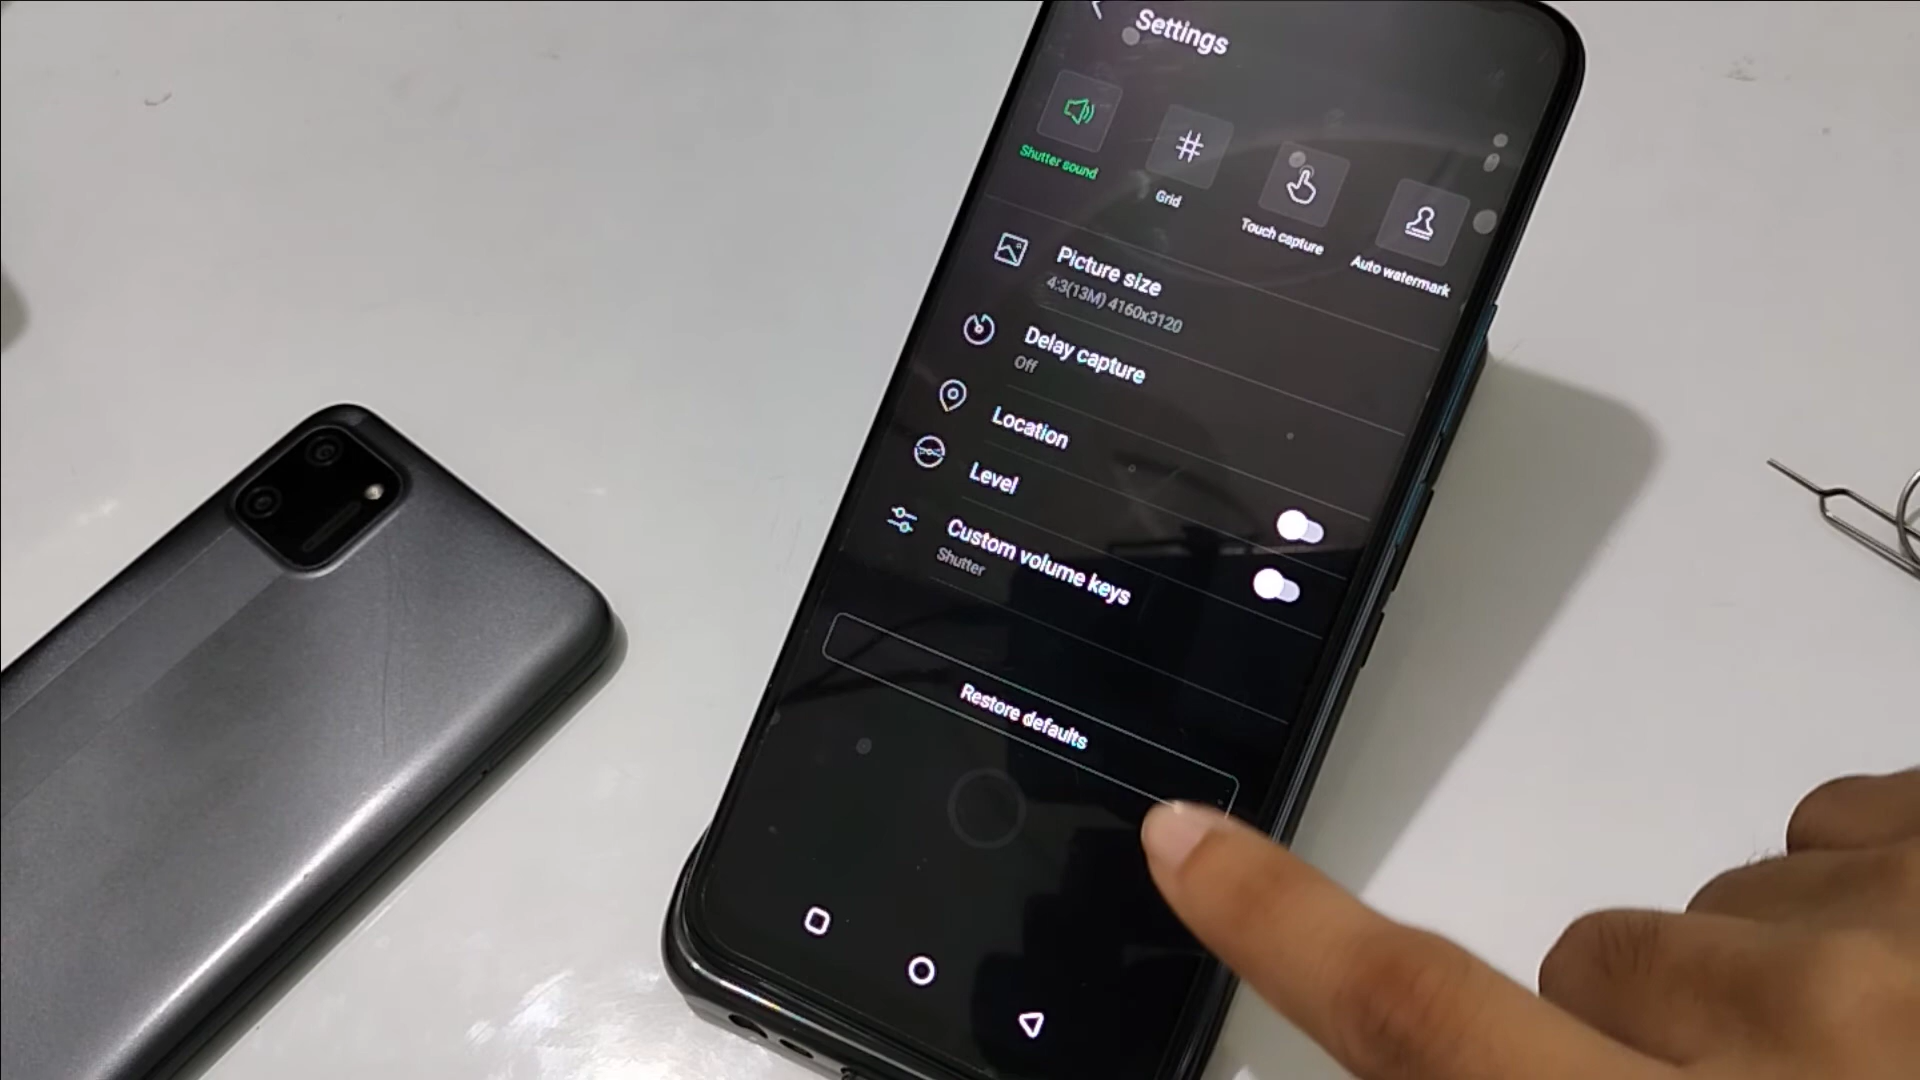 Settings
Shutter sound
Grid
Touch capture
Auto watermark
Picture size
4:3(13M) 4160x3120
Delay capture
Off
Location
Level
Custom volume keys
Shutter
Restore defaults